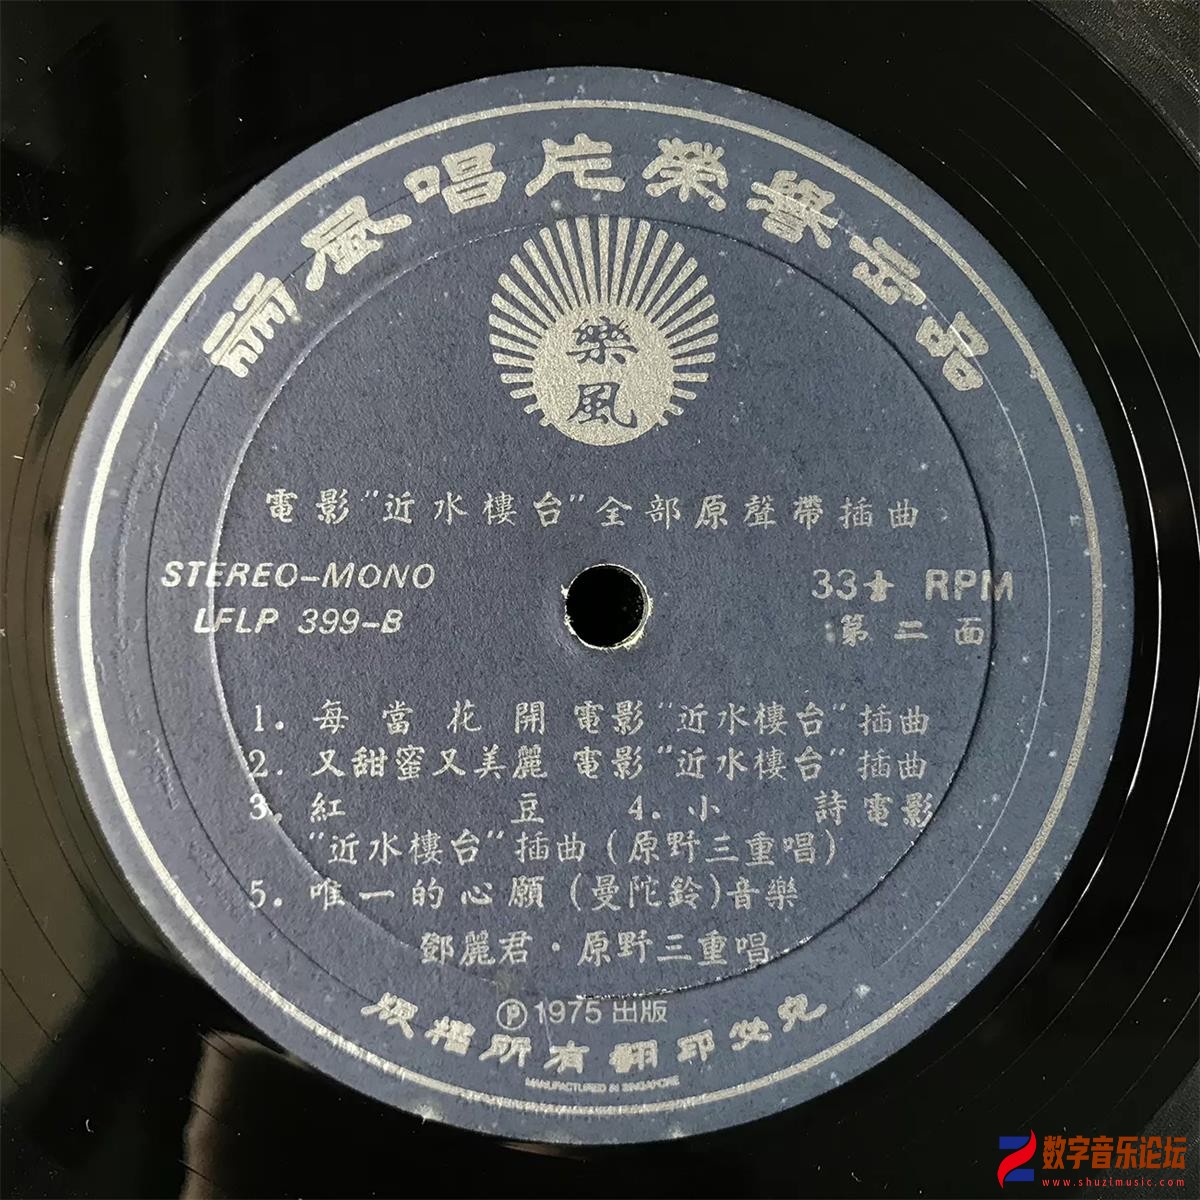 丽風唱片榮譽出品
樂
風
電影"近水樓台"全部原聲帶插曲
STEREO-MONO
LFLP 399-B
33⅓ RPM
第二面
1. 每當花開 電影"近水樓台"插曲
2. 又甜蜜又美麗 電影"近水樓台"插曲
3. 紅豆 4. 小詩 電影
"近水樓台"插曲(原野三重唱)
5. 唯一的心願(曼陀鈴)音樂
鄧麗君·原野三重唱
℗1975 出版
版權所有翻印必究
MANUFACTURED IN SINGAPORE
数字音乐论坛
www.shuzimusic.com